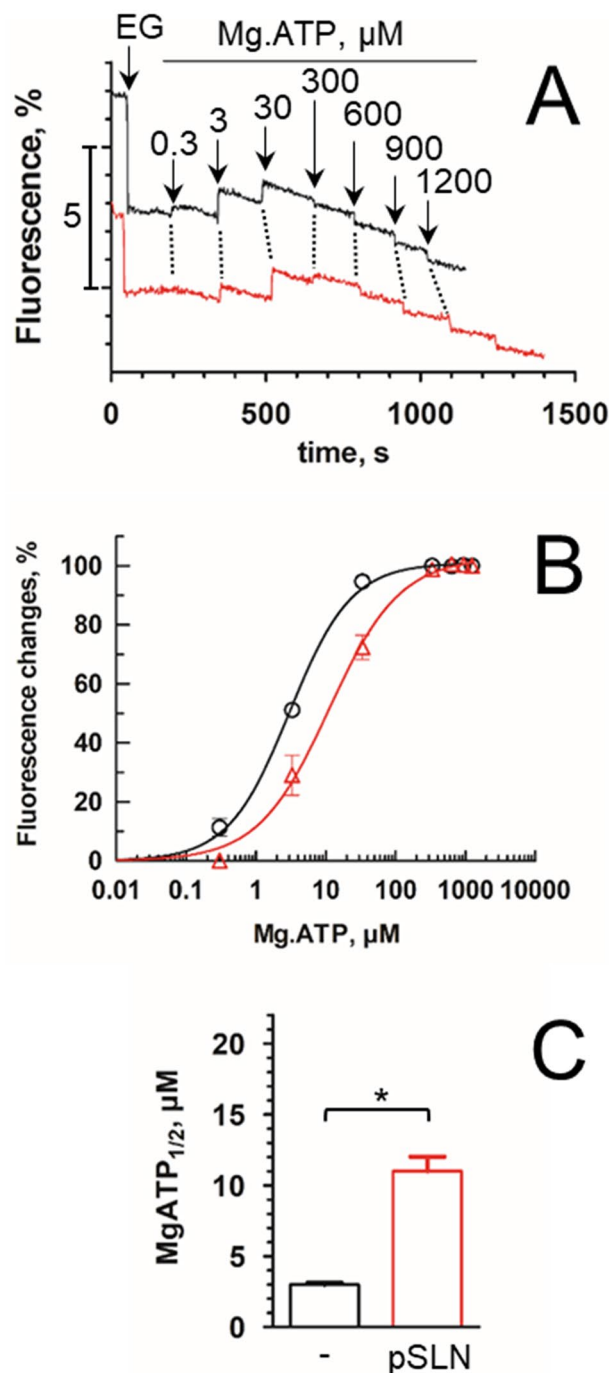 EG
Mg.ATP, µM
A
0.3
3
30
300
600
900
1200
Fluorescence, %
5
0
500
1000
1500
time, s
B
Fluorescence changes, %
100
80
60
40
20
0
0.01
0.1
1
10
100
1000
10000
Mg.ATP, µM
C
MgATP1/2, µM
20
15
10
5
0
*
-
pSLN